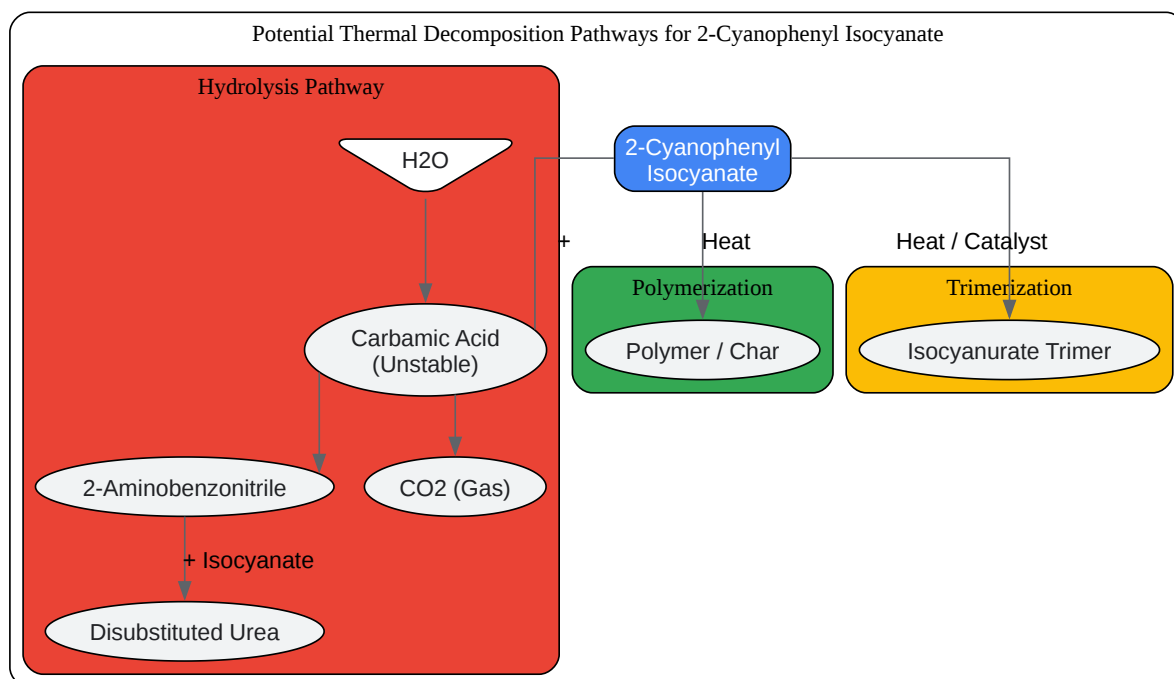 Potential Thermal Decomposition Pathways for 2-Cyanophenyl Isocyanate
Hydrolysis Pathway
H2O
2-Cyanophenyl
Isocyanate
+
Heat
Heat / Catalyst
Polymerization
Trimerization
Carbamic Acid
(Unstable)
Polymer / Char
Isocyanurate Trimer
2-Aminobenzonitrile
CO2 (Gas)
+ Isocyanate
Disubstituted Urea